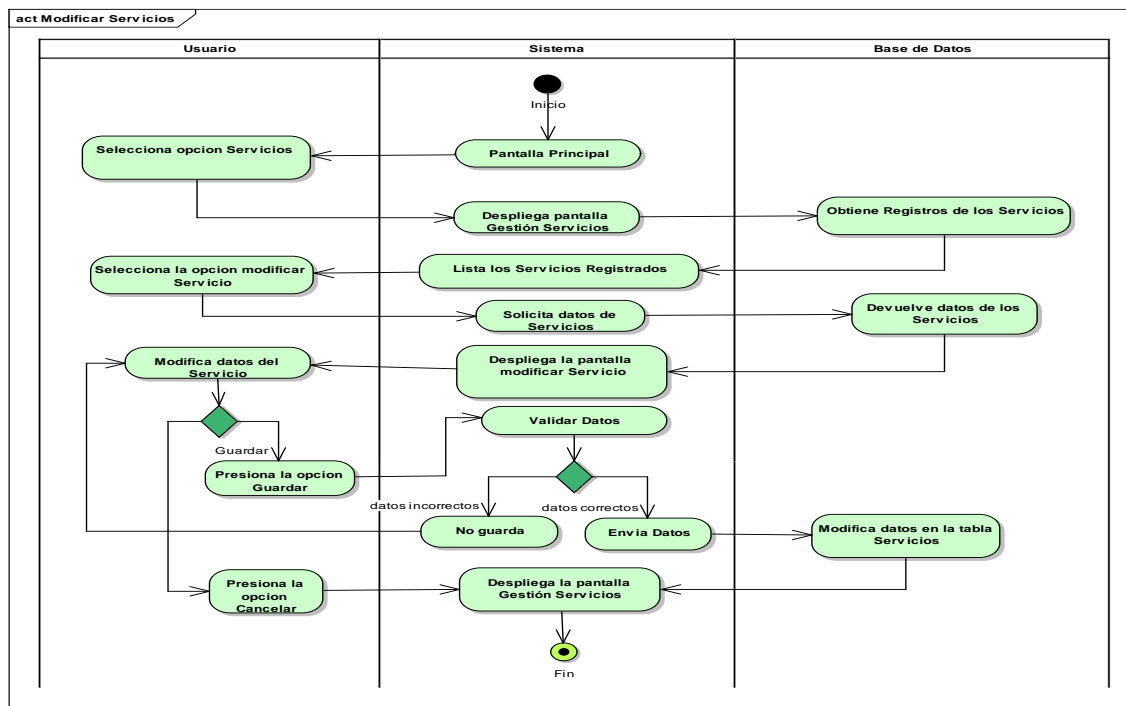 act Modificar Servicios
Usuario
Sistema
Base de Datos
Inicio
Selecciona opcion Servicios
Pantalla Principal
Despliega pantalla
Gestión Servicios
Obtiene Registros de los Servicios
Selecciona la opcion modificar
Servicio
Lista los Servicios Registrados
Solicita datos de
Servicios
Devuelve datos de los
Servicios
Modifica datos del
Servicio
Despliega la pantalla
modificar Servicio
Validar Datos
Guardar
Presiona la opcion
Guardar
datos incorrectos
datos correctos
No guarda
Envia Datos
Modifica datos en la tabla
Servicios
Presiona la
opcion
Cancelar
Despliega la pantalla
Gestión Servicios
Fin